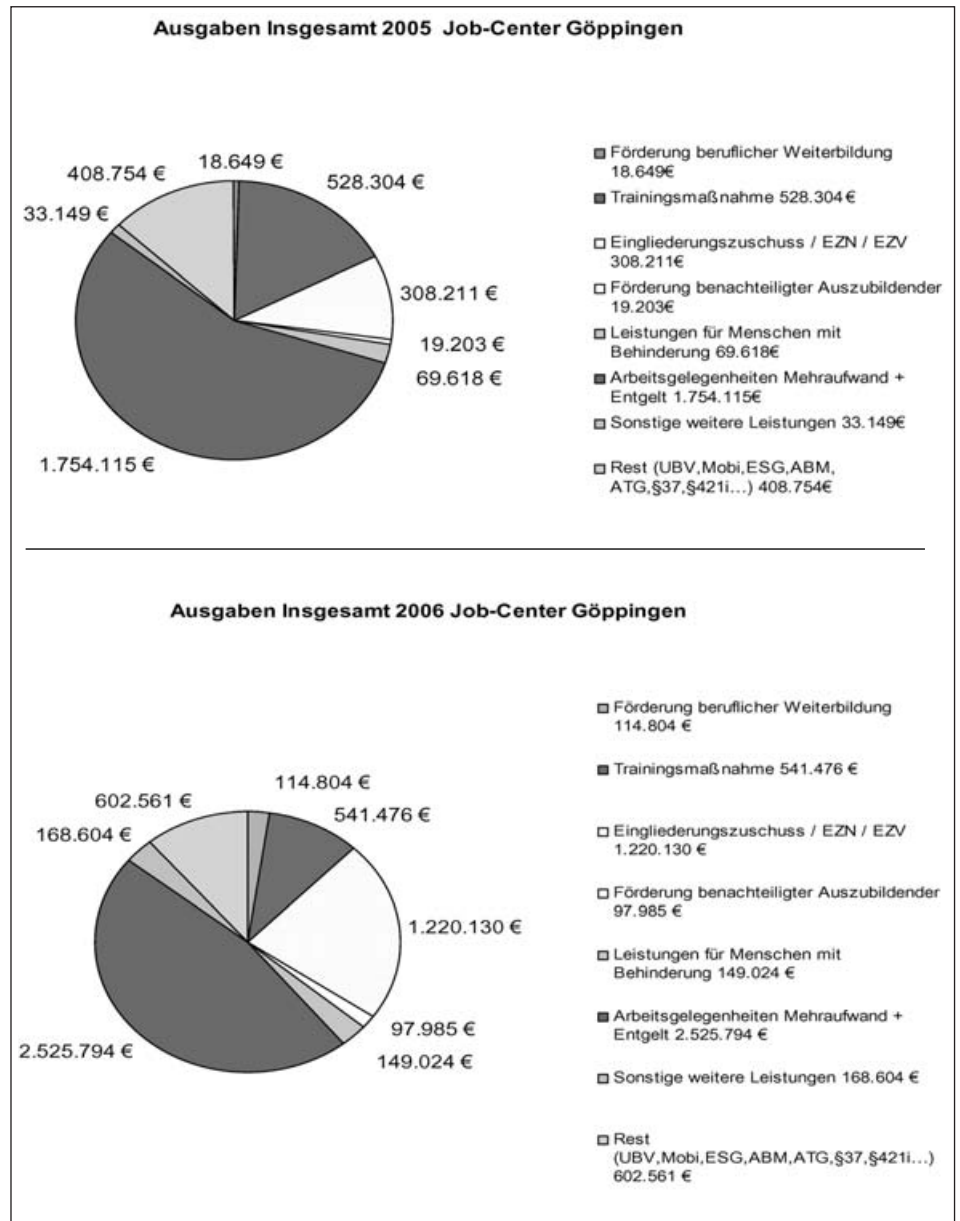 Ausgaben Insgesamt 2005 Job-Center Göppingen
408.754 €
18.649 €
528.304 €
33.149 €
308.211 €
19.203 €
69.618 €
1.754.115 €
Förderung beruflicher Weiterbildung
18.649€
Trainingsmaßnahme 528.304 €
Eingliederungszuschuss / EZN / EZV
308.211€
Förderung benachteiligter Auszubildender
19.203€
Leistungen für Menschen mit
Behinderung 69.618€
Arbeitsgelegenheiten Mehraufwand +
Entgelt 1.754.115€
Sonstige weitere Leistungen 33.149€
Rest (UBV,Mobi,ESG,ABM,
ATG,§37,§421i...) 408.754€
Ausgaben Insgesamt 2006 Job-Center Göppingen
602.561 €
114.804 €
541.476 €
168.604 €
1.220.130 €
97.985 €
149.024 €
2.525.794 €
Förderung beruflicher Weiterbildung
114.804 €
Trainingsmaßnahme 541.476 €
Eingliederungszuschuss / EZN / EZV
1.220.130 €
Förderung benachteiligter Auszubildender
97.985 €
Leistungen für Menschen mit
Behinderung 149.024 €
Arbeitsgelegenheiten Mehraufwand +
Entgelt 2.525.794 €
Sonstige weitere Leistungen 168.604 €
Rest
(UBV,Mobi,ESG,ABM,ATG,§37,§421i...)
602.561 €